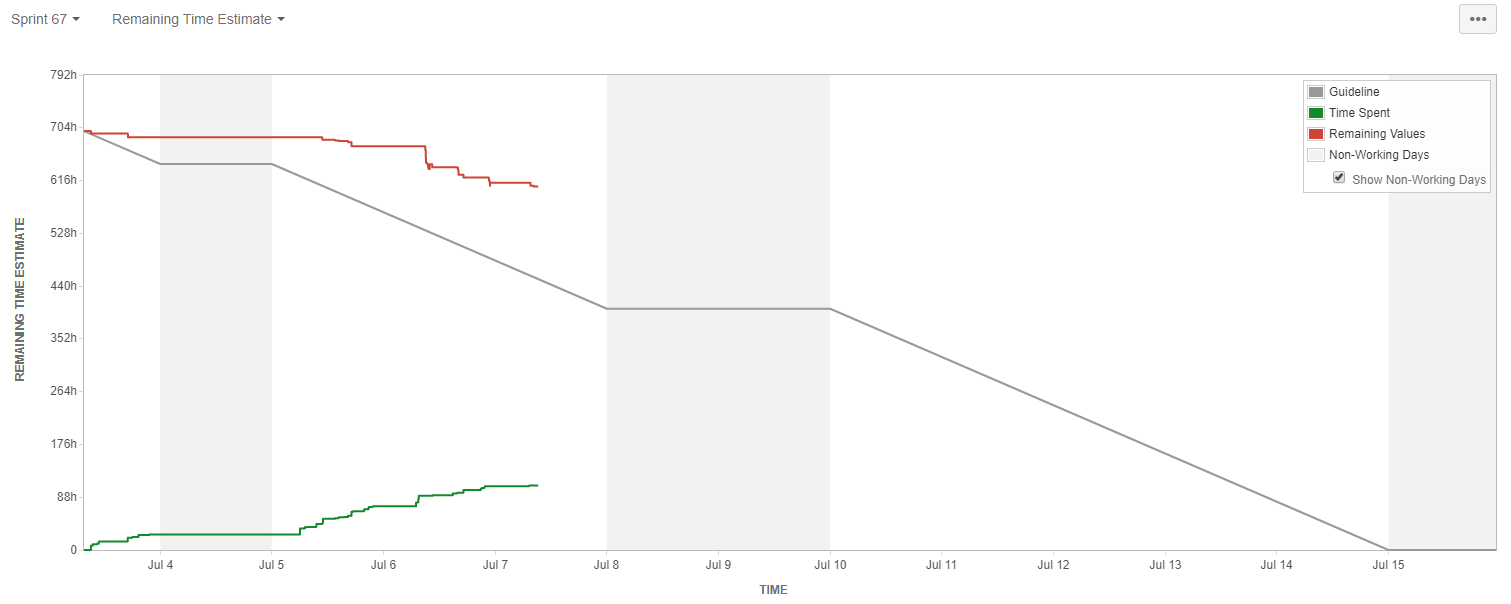 Sprint 67 Remaining Time Estimate
•••
792h
704h
616h
528h
440h
352h
264h
176h
88h
0
REMAINING TIME ESTIMATE
Guideline
Time Spent
Remaining Values
Non-Working Days
Show Non-Working Days
Jul 4 Jul 5 Jul 6 Jul 7 Jul 8 Jul 9 Jul 10 Jul 11 Jul 12 Jul 13 Jul 14 Jul 15
TIME